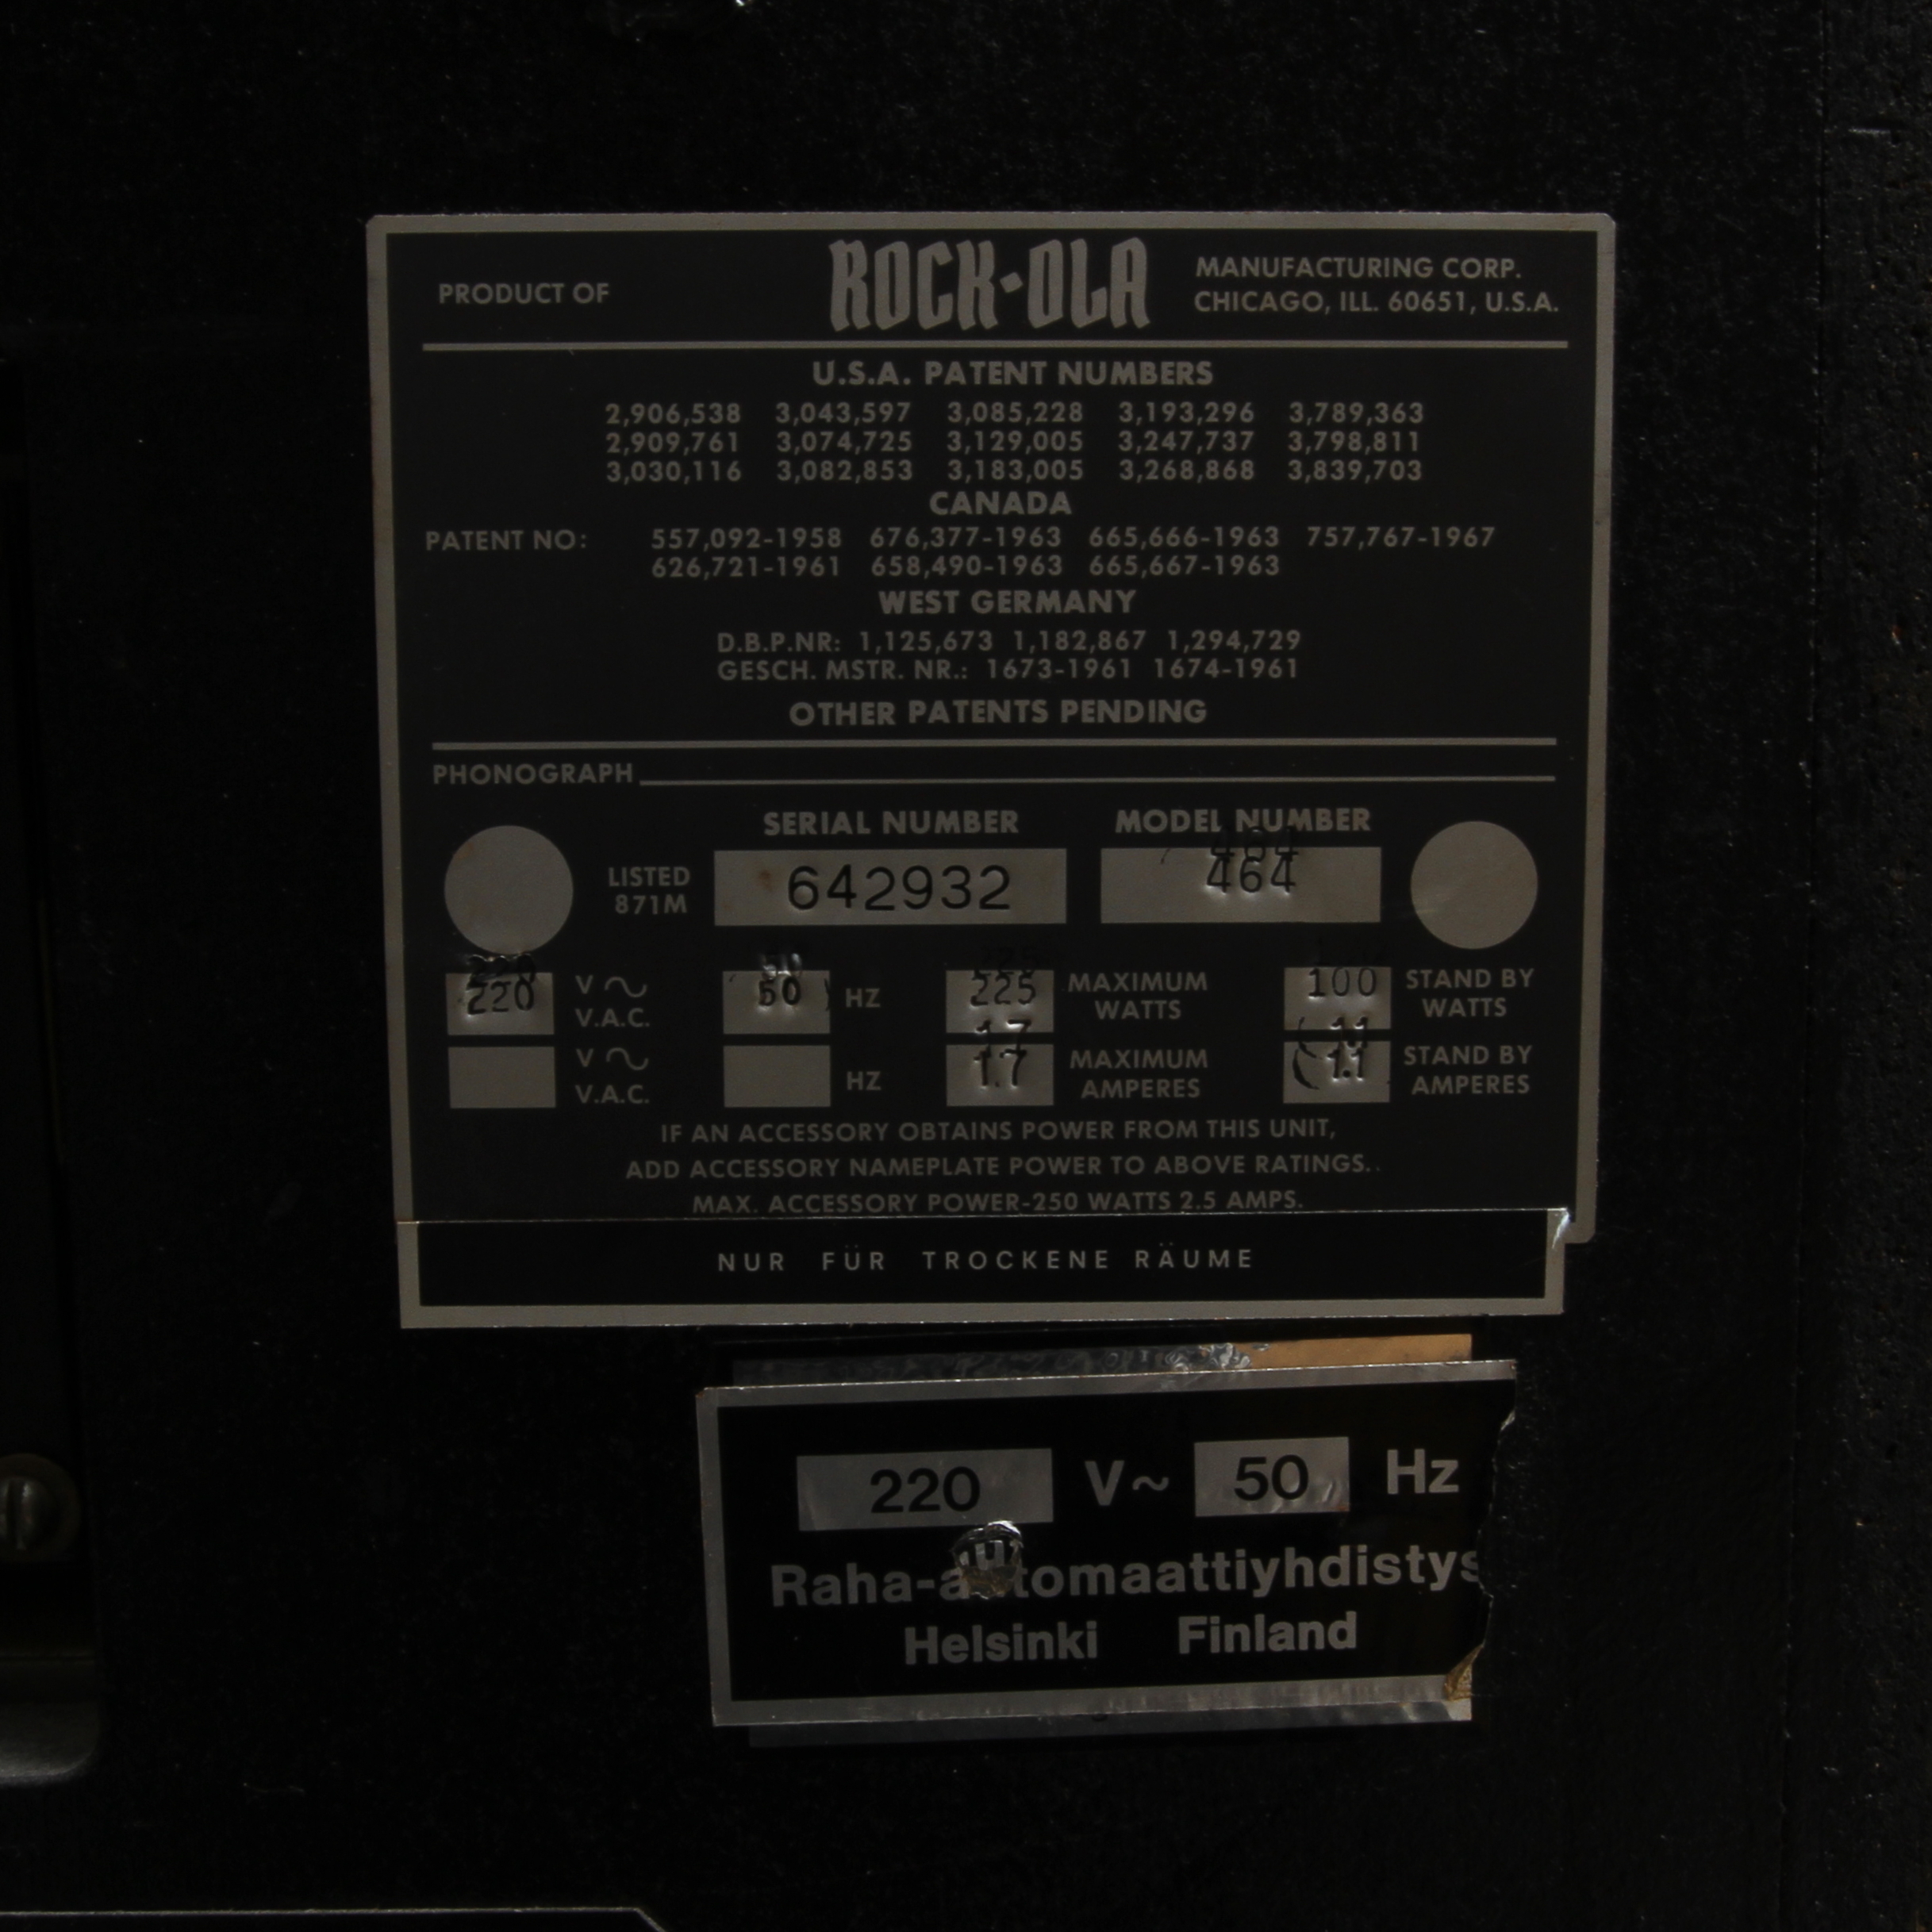 PRODUCT OF ROCK-OLA MANUFACTURING CORP.
CHICAGO, ILL. 60651, U.S.A.
U.S.A. PATENT NUMBERS
2,906,538 3,043,597 3,085,228 3,193,296 3,789,363
2,909,761 3,074,725 3,129,005 3,247,737 3,798,811
3,030,116 3,082,853 3,183,005 3,268,868 3,839,703
CANADA
PATENT NO: 557,092-1958 676,377-1963 665,666-1963 757,767-1967
626,721-1961 658,490-1963 665,667-1963
WEST GERMANY
D.B.P.NR: 1,125,673 1,182,867 1,294,729
GESCH. MSTR. NR.: 1673-1961 1674-1961
OTHER PATENTS PENDING
PHONOGRAPH
SERIAL NUMBER MODEL NUMBER
LISTED 871M 642932 464
220 V~ V.A.C. 50 HZ 225 MAXIMUM WATTS 100 STAND BY WATTS
V~ V.A.C. HZ 1.7 MAXIMUM AMPERES 1.1 STAND BY AMPERES
IF AN ACCESSORY OBTAINS POWER FROM THIS UNIT,
ADD ACCESSORY NAMEPLATE POWER TO ABOVE RATINGS.
MAX. ACCESSORY POWER-250 WATTS 2.5 AMPS.
NUR FÜR TROCKENE RÄUME
220 V~ 50 Hz
Raha-automaattiyhdistys
Helsinki Finland